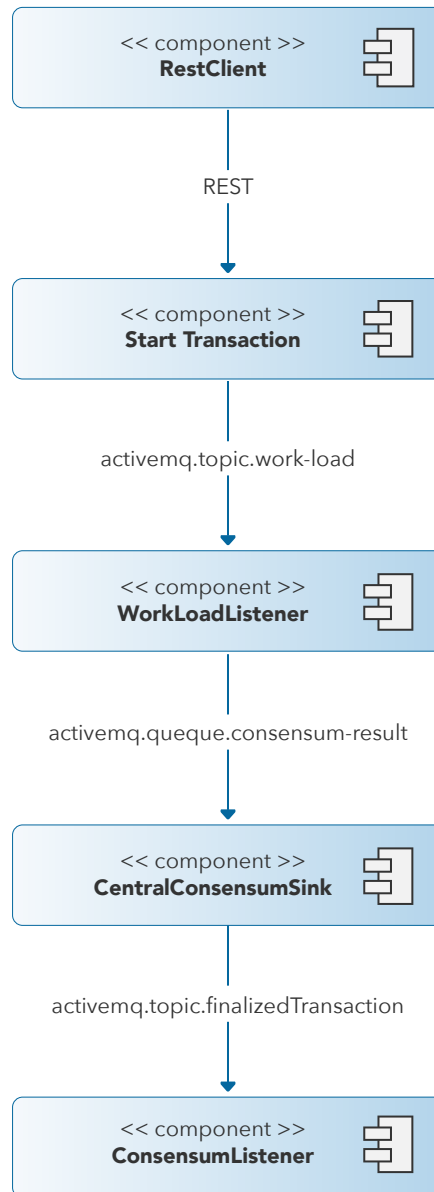 << component >>
RestClient
REST
<< component >>
Start Transaction
activemq.topic.work-load
<< component >>
WorkLoadListener
activemq.queque.consensum-result
<< component >>
CentralConsensumSink
activemq.topic.finalizedTransaction
<< component >>
ConsensumListener